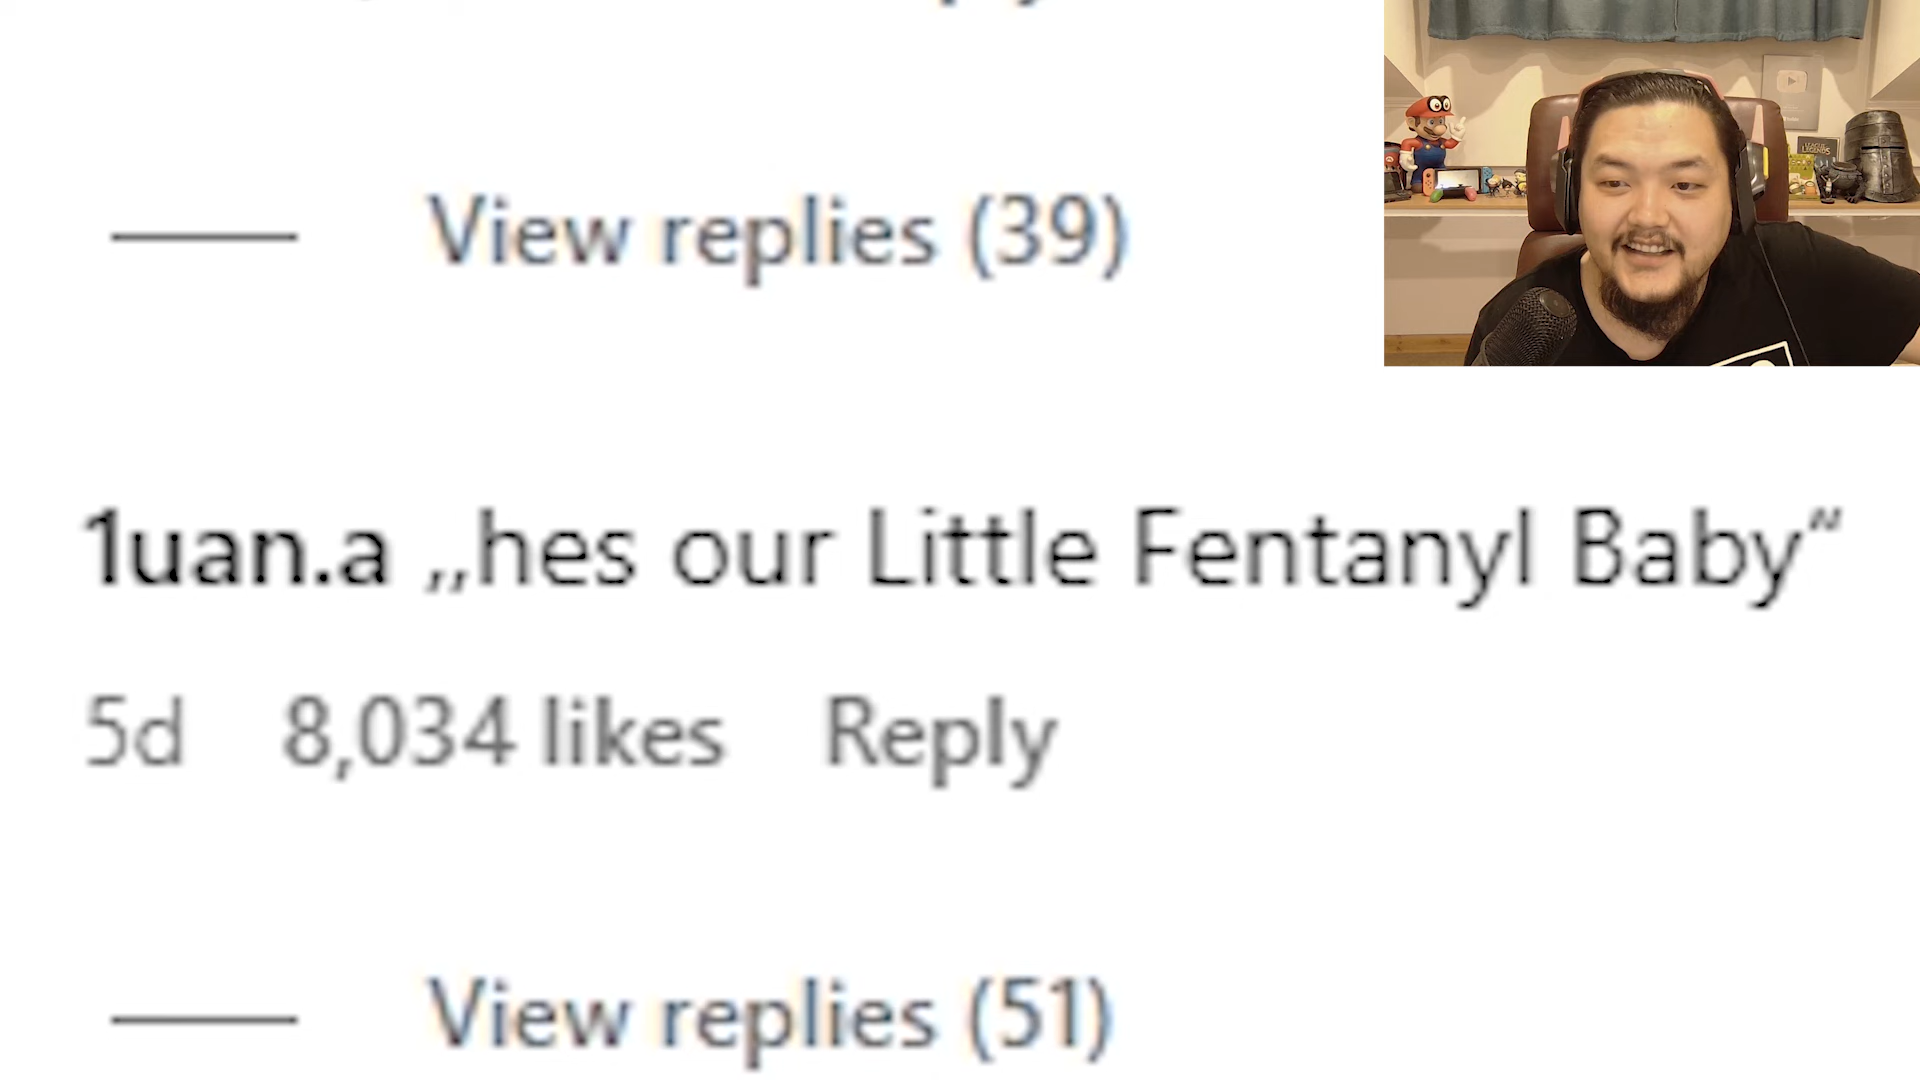 View replies (39)
1uan.a „hes our Little Fentanyl Baby“
5d 8,034 likes Reply
View replies (51)